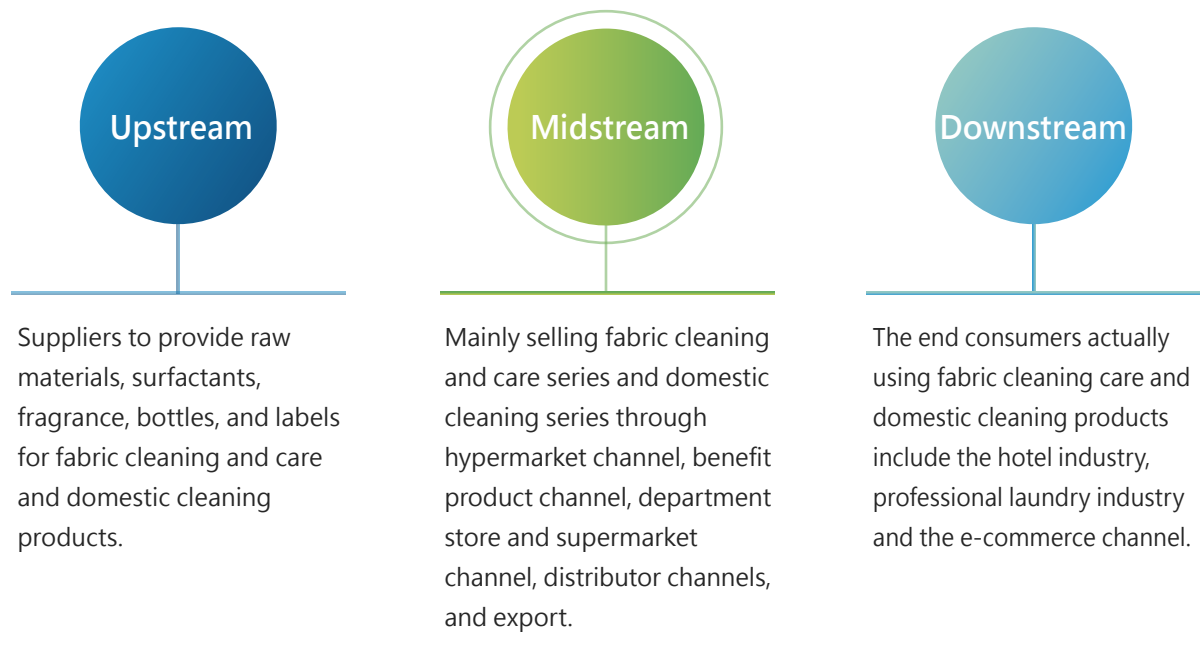 Upstream
Suppliers to provide raw
materials, surfactants,
fragrance, bottles, and labels
for fabric cleaning and care
and domestic cleaning
products.
Midstream
Mainly selling fabric cleaning
and care series and domestic
cleaning series through
hypermarket channel, benefit
product channel, department
store and supermarket
channel, distributor channels,
and export.
Downstream
The end consumers actually
using fabric cleaning care and
domestic cleaning products
include the hotel industry,
professional laundry industry
and the e-commerce channel.